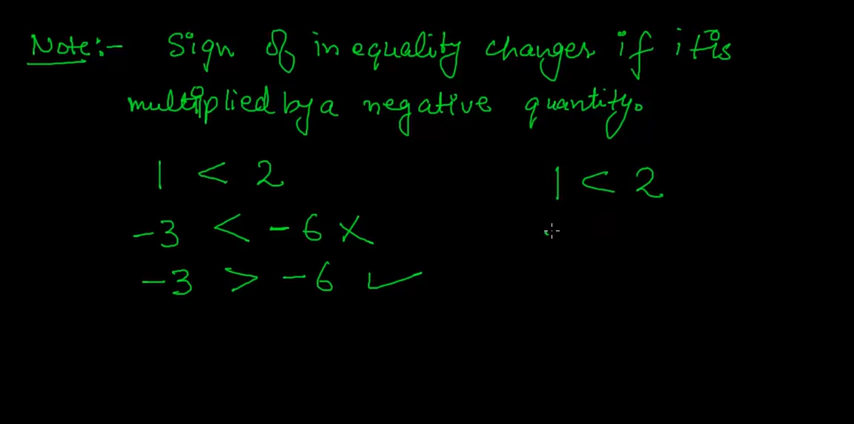 Note:- Sign of inequality changes if it is
multiplied by a negative quantity.
1 < 2
-3 < -6 ×
-3 > -6 ✓
1 < 2